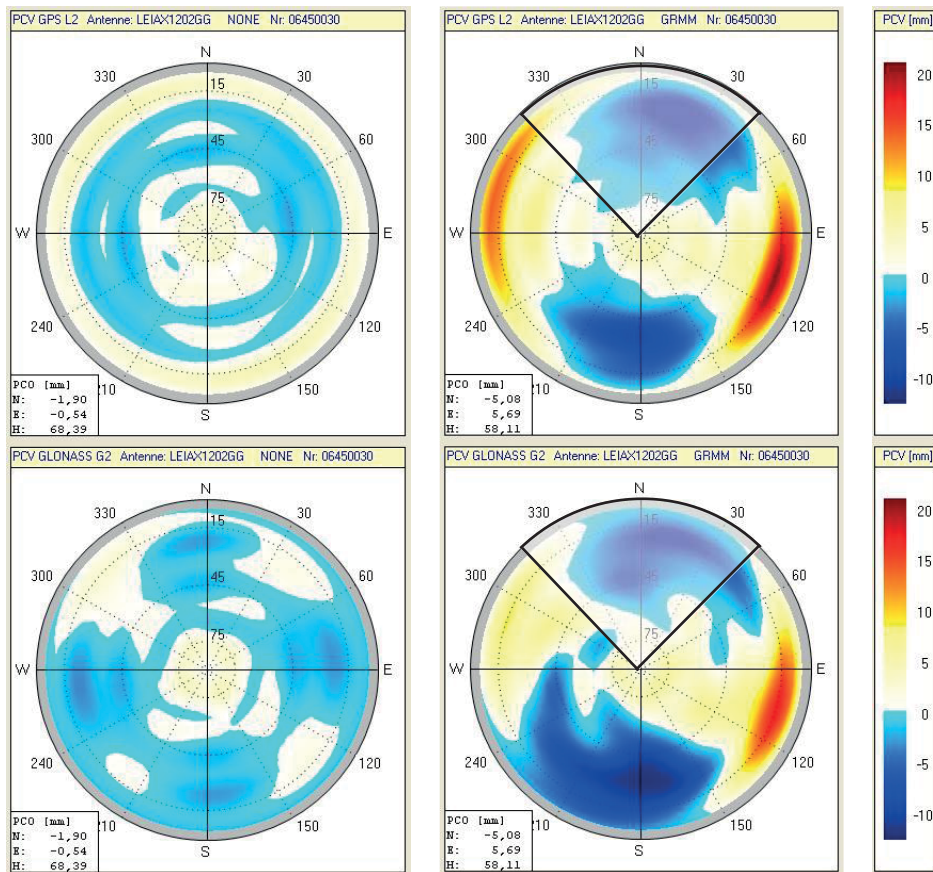 PCV GPS L2 Antenne: LEIAX1202GG NONE Nr: 06450030
N
330
15
30
300
45
60
75
W
E
240
120
210
150
S
PCO [mm]
N: -1,90
E: -0,54
H: 68,39
PCV GPS L2 Antenne: LEIAX1202GG GRMM Nr: 06450030
N
330
15
30
300
45
60
75
W
E
240
120
210
150
S
PCO [mm]
N: -5,08
E: 5,69
H: 58,11
PCV [mm]
20
15
10
5
0
-5
-10
PCV GLONASS G2 Antenne: LEIAX1202GG NONE Nr: 06450030
N
330
15
30
300
45
60
75
W
E
240
120
210
150
S
PCO [mm]
N: -1,90
E: -0,54
H: 68,39
PCV GLONASS G2 Antenne: LEIAX1202GG GRMM Nr: 06450030
N
330
15
30
300
45
60
75
W
E
240
120
210
150
S
PCO [mm]
N: -5,08
E: 5,69
H: 58,11
PCV [mm]
20
15
10
5
0
-5
-10